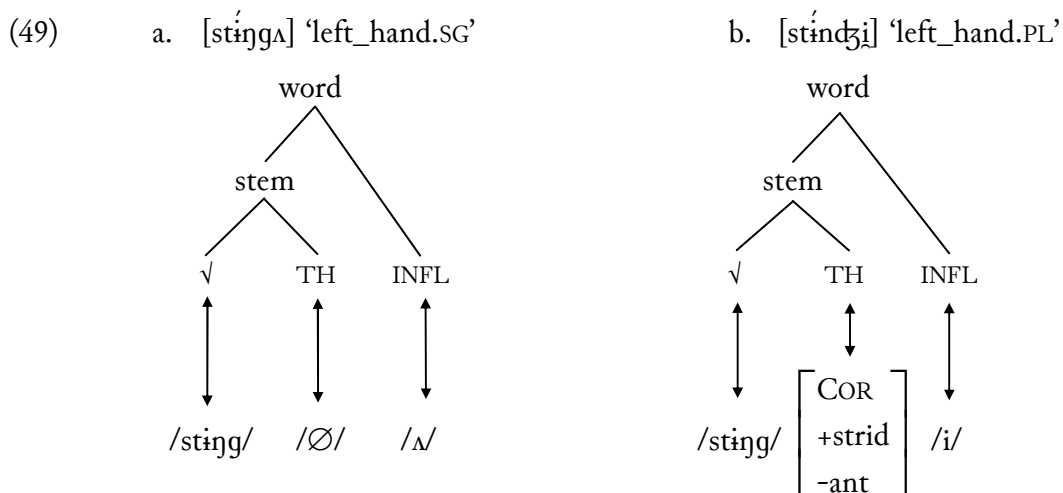 (49) a. [stɨ́ŋgʌ] ‘left_hand.SG’ b. [stɨ́nʤi̯] ‘left_hand.PL’
word word
stem stem
√ TH INFL √ TH INFL
COR
/stɨŋg/ /∅/ /ʌ/ /stɨŋg/ +strid /i/
-ant